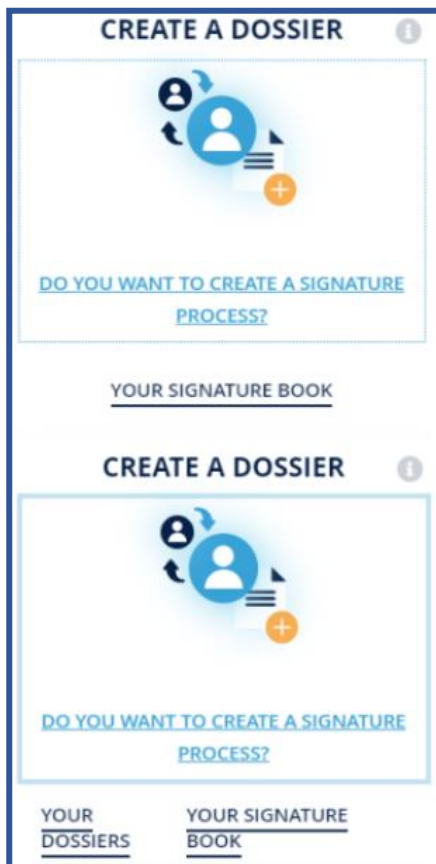 CREATE A DOSSIER
DO YOU WANT TO CREATE A SIGNATURE
PROCESS?
YOUR SIGNATURE BOOK
CREATE A DOSSIER
DO YOU WANT TO CREATE A SIGNATURE
PROCESS?
YOUR
DOSSIERS
YOUR SIGNATURE
BOOK